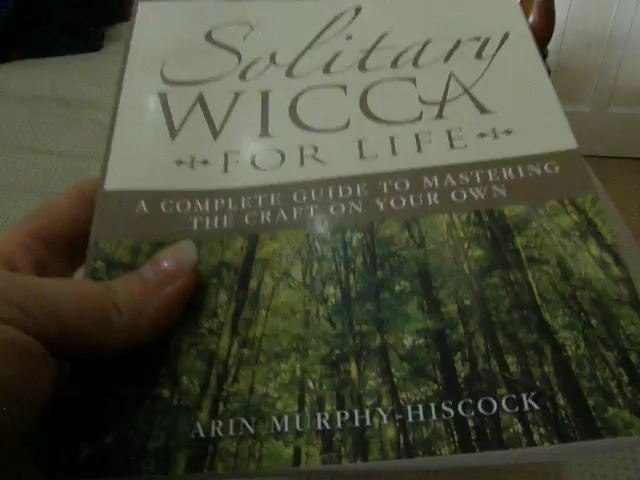 Solitary
WICCA
FOR LIFE
A COMPLETE GUIDE TO MASTERING
THE CRAFT ON YOUR OWN
ARIN MURPHY-HISCOCK